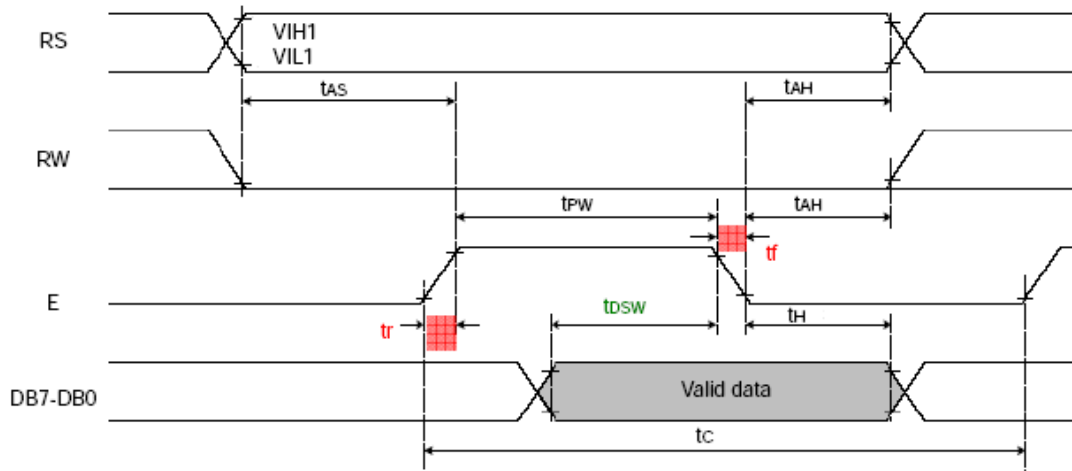 RS
VIH1
VIL1
tAS
tAH
RW
tPW
tAH
tf
E
tDSW
tH
tr
DB7-DB0
Valid data
tC